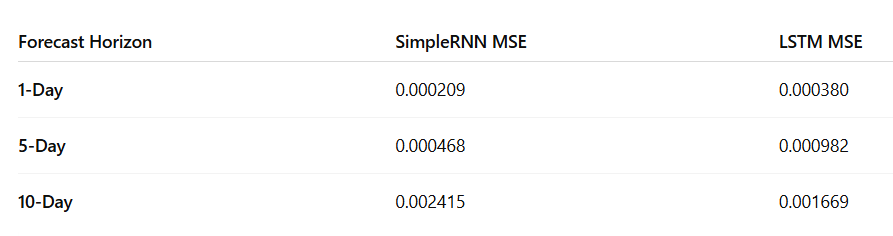 Forecast Horizon SimpleRNN MSE LSTM MSE
1-Day 0.000209 0.000380
5-Day 0.000468 0.000982
10-Day 0.002415 0.001669